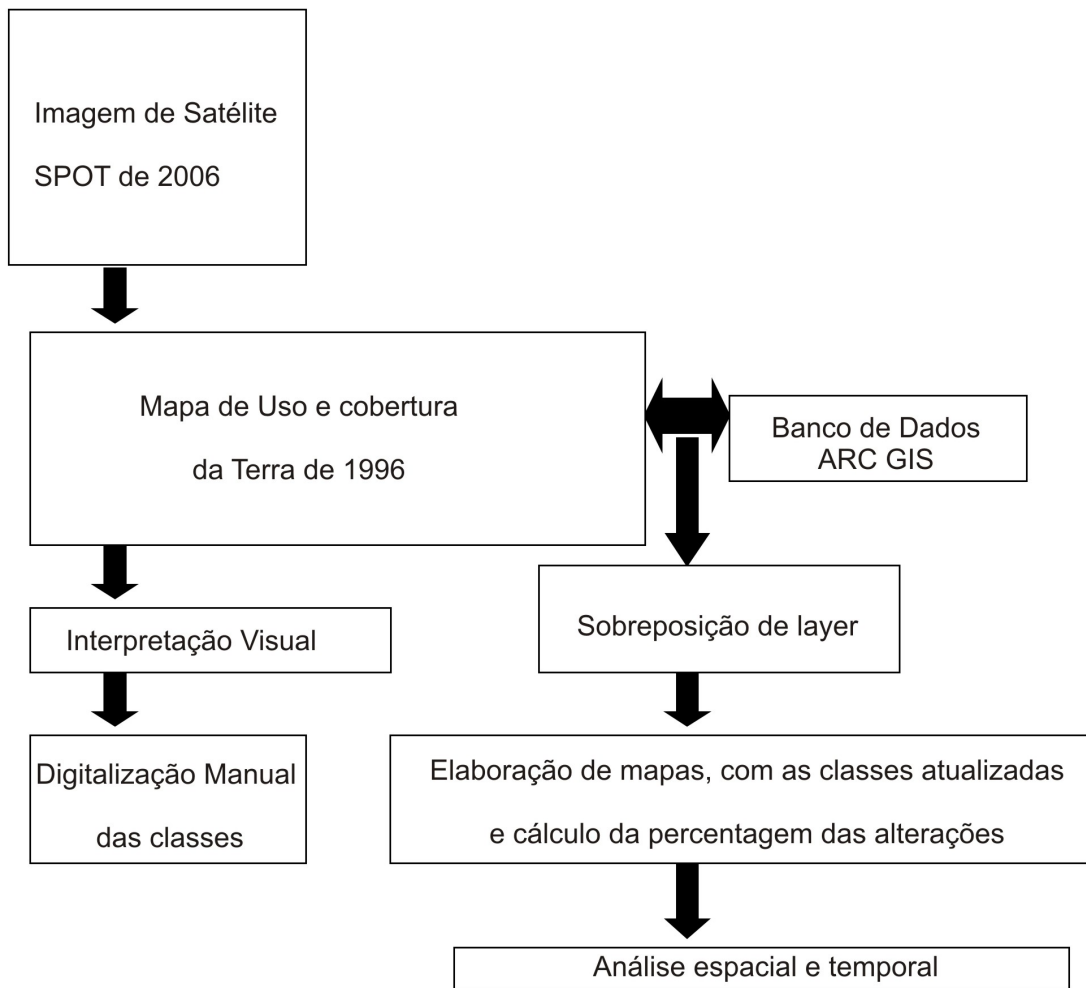 Imagem de Satélite
SPOT de 2006
Mapa de Uso e cobertura
da Terra de 1996
Banco de Dados
ARC GIS
Interpretação Visual
Sobreposição de layer
Digitalização Manual
das classes
Elaboração de mapas, com as classes atualizadas
e cálculo da percentagem das alterações
Análise espacial e temporal